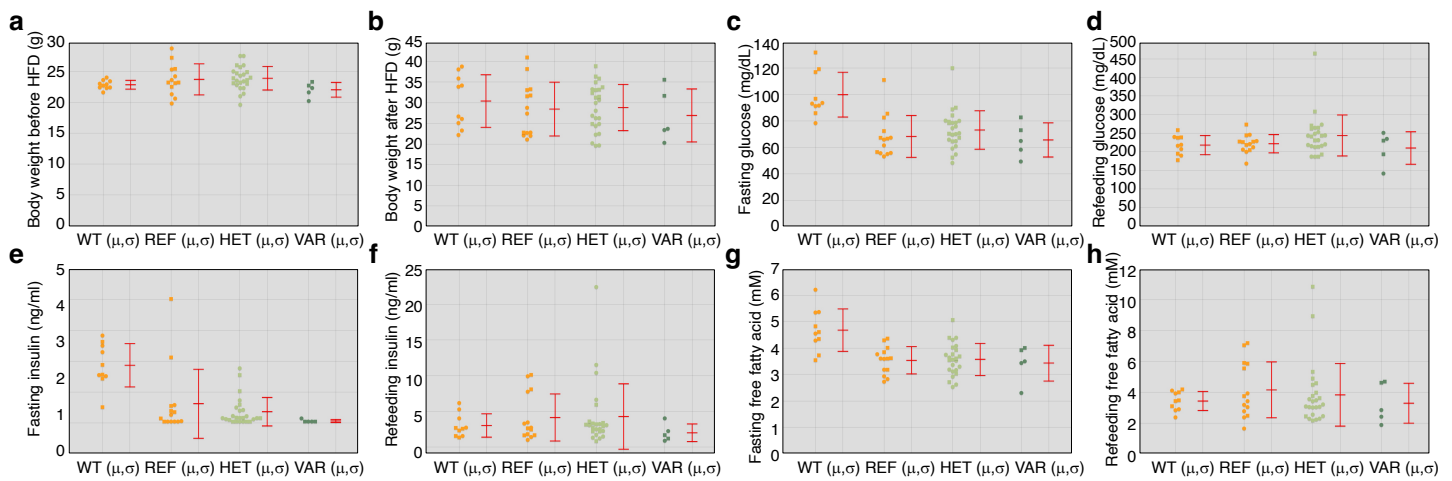 a
Body weight before HFD (g)
30
25
20
15
10
5
0
WT (μ,σ) REF (μ,σ) HET (μ,σ) VAR (μ,σ)
b
Body weight after HFD (g)
45
40
35
30
25
20
15
10
5
0
WT (μ,σ) REF (μ,σ) HET (μ,σ) VAR (μ,σ)
c
Fasting glucose (mg/dL)
140
120
100
80
60
40
20
0
WT (μ,σ) REF (μ,σ) HET (μ,σ) VAR (μ,σ)
d
Refeeding glucose (mg/dL)
500
450
400
350
300
250
200
150
100
50
0
WT (μ,σ) REF (μ,σ) HET (μ,σ) VAR (μ,σ)
e
Fasting insulin (ng/ml)
5
4
3
2
1
0
WT (μ,σ) REF (μ,σ) HET (μ,σ) VAR (μ,σ)
f
Refeeding insulin (ng/ml)
25
20
15
10
5
0
WT (μ,σ) REF (μ,σ) HET (μ,σ) VAR (μ,σ)
g
Fasting free fatty acid (mM)
7
6
5
4
3
2
1
0
WT (μ,σ) REF (μ,σ) HET (μ,σ) VAR (μ,σ)
h
Refeeding free fatty acid (mM)
12
10
8
6
4
2
0
WT (μ,σ) REF (μ,σ) HET (μ,σ) VAR (μ,σ)